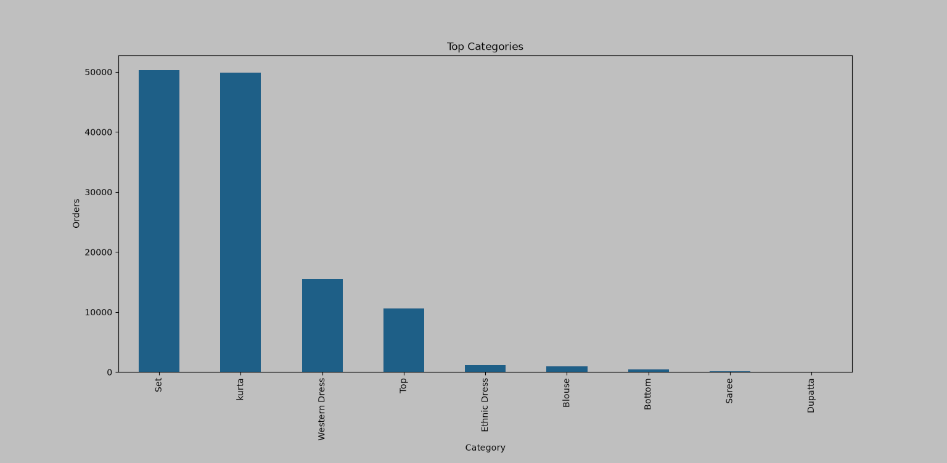 Top Categories
50000
40000
30000
20000
10000
0
Orders
Set
kurta
Western Dress
Top
Ethnic Dress
Blouse
Bottom
Saree
Dupatta
Category